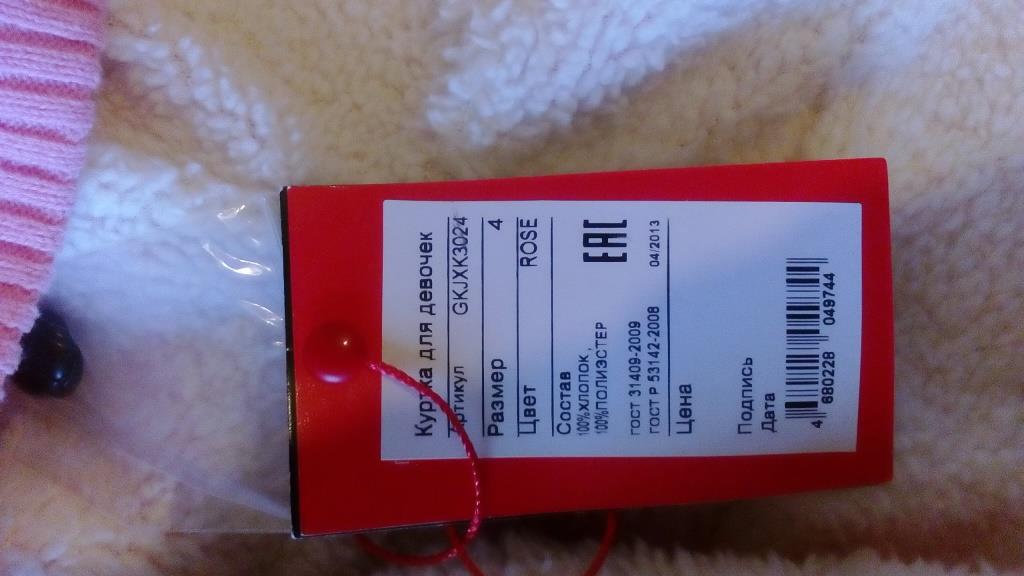 Куртка для девочек
Артикул GKJXK3024
Размер 4
Цвет ROSE
Состав
100%ХЛОПОК,
100%ПОЛИЭСТЕР
EAC
ГОСТ 31409-2009
ГОСТ Р 53142-2008 04/2013
Цена
Подпись
Дата
4 680228 049744